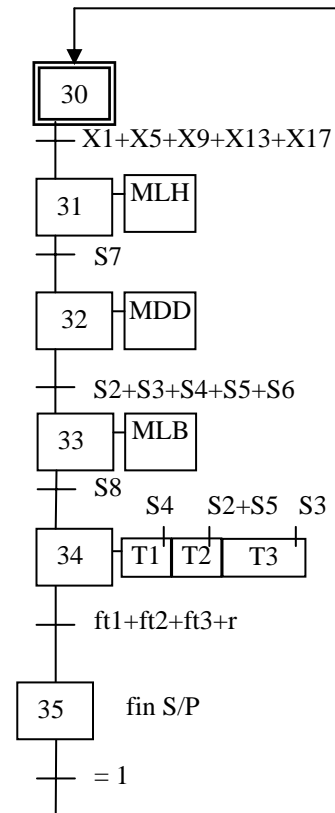 30
X1+X5+X9+X13+X17
31 MLH
S7
32 MDD
S2+S3+S4+S5+S6
33 MLB
S8
S4 S2+S5 S3
34 T1 T2 T3
ft1+ft2+ft3+r
35 fin S/P
= 1